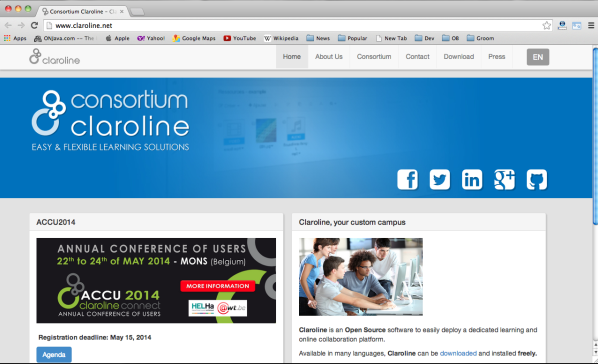 Consortium Claroline - Cl
www.claroline.net
Apps
OnJava.com --
Apple
Yahoo!
Google Maps
YouTube
Wikipedia
News
Popular
New Tab
Dev
OB
Groom
claroline
Home
About Us
Consortium
Contact
Download
Press
EN
consortium
claroline
EASY & FLEXIBLE LEARNING SOLUTIONS
ACCU2014
ANNUAL CONFERENCE OF USERS
22th to 24th of MAY 2014 - MONS (Belgium)
MORE INFORMATION
ACCU 2014
claroline connect
ANNUAL CONFERENCE OF USERS
HELHa
Registration deadline: May 15, 2014
Agenda
Claroline, your custom campus
Claroline is an Open Source software to easily deploy a dedicated learning and
online collaboration platform.
Available in many languages, Claroline can be downloaded and installed freely.